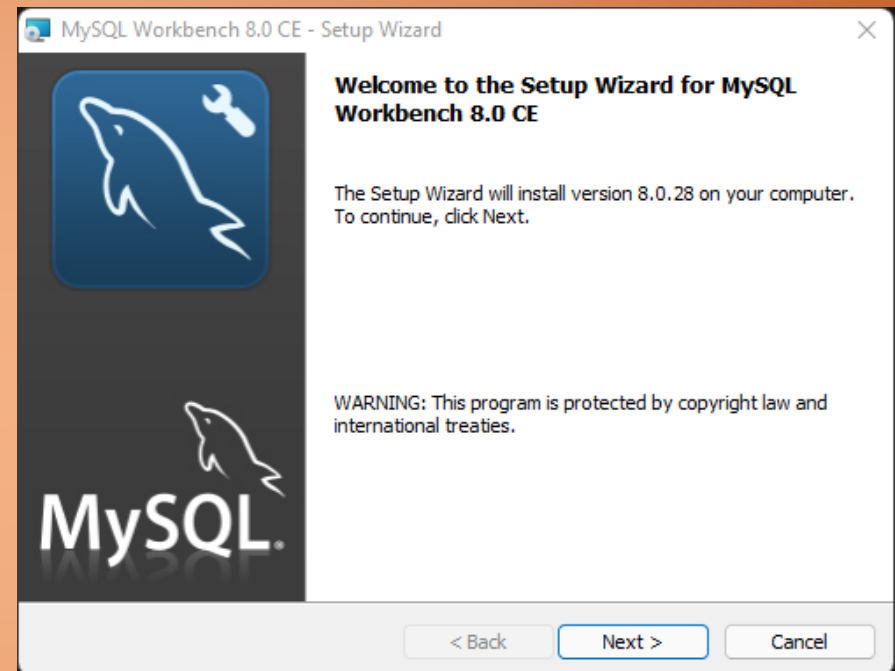 MySQL Workbench 8.0 CE - Setup Wizard
Welcome to the Setup Wizard for MySQL
Workbench 8.0 CE
The Setup Wizard will install version 8.0.28 on your computer.
To continue, click Next.
WARNING: This program is protected by copyright law and
international treaties.
MySQL®
< Back Next > Cancel